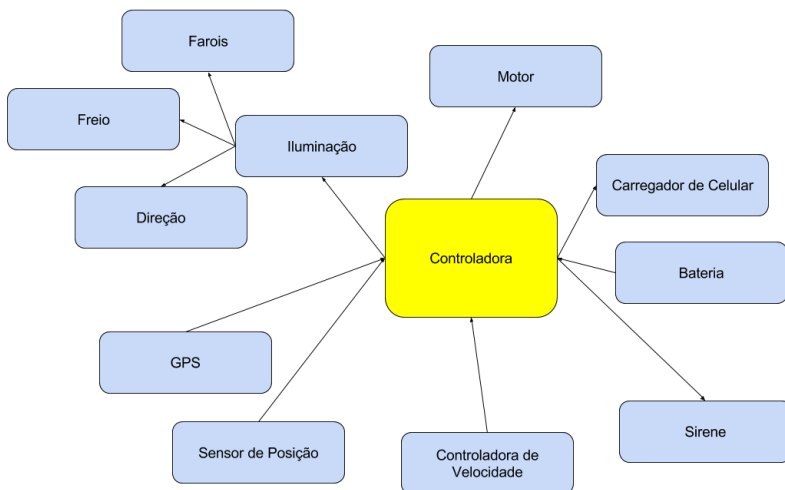 Farois
Motor
Freio
Iluminação
Carregador de Celular
Direção
Controladora
Bateria
GPS
Sirene
Sensor de Posição
Controladora de
Velocidade